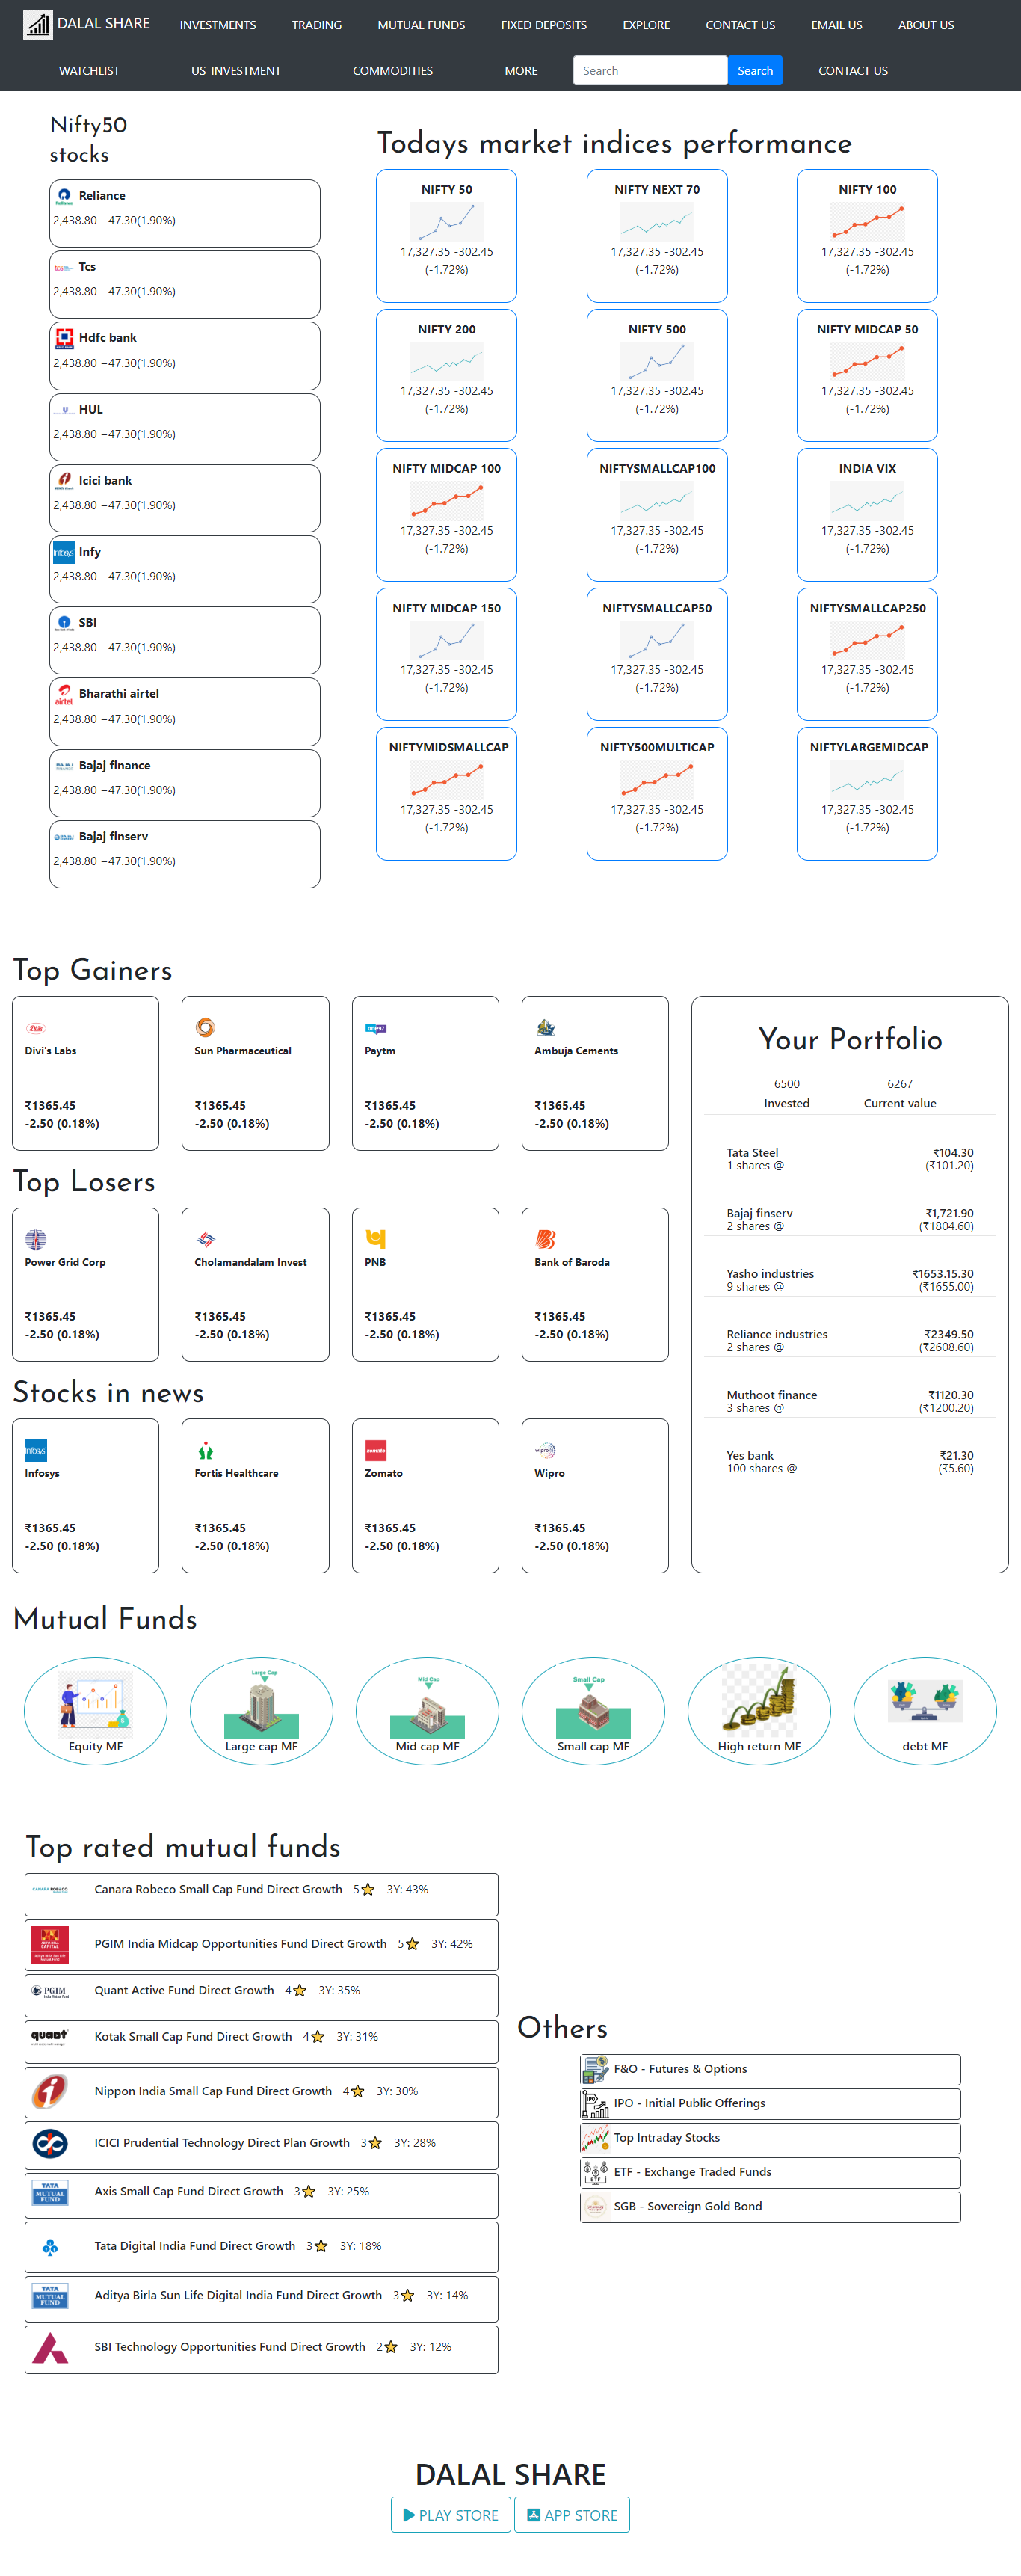 DALAL SHARE
INVESTMENTS
TRADING
MUTUAL FUNDS
FIXED DEPOSITS
EXPLORE
CONTACT US
EMAIL US
ABOUT US
WATCHLIST
US_INVESTMENT
COMMODITIES
MORE
Search
Search
CONTACT US
Nifty50
stocks
Reliance
2,438.80 −47.30(1.90%)
Tcs
2,438.80 −47.30(1.90%)
Hdfc bank
2,438.80 −47.30(1.90%)
HUL
2,438.80 −47.30(1.90%)
Icici bank
2,438.80 −47.30(1.90%)
Infosys
Infy
2,438.80 −47.30(1.90%)
SBI
2,438.80 −47.30(1.90%)
airtel
Bharathi airtel
2,438.80 −47.30(1.90%)
Bajaj finance
2,438.80 −47.30(1.90%)
Bajaj finserv
2,438.80 −47.30(1.90%)
Todays market indices performance
NIFTY 50
17,327.35 -302.45
(-1.72%)
NIFTY NEXT 70
17,327.35 -302.45
(-1.72%)
NIFTY 100
17,327.35 -302.45
(-1.72%)
NIFTY 200
17,327.35 -302.45
(-1.72%)
NIFTY 500
17,327.35 -302.45
(-1.72%)
NIFTY MIDCAP 50
17,327.35 -302.45
(-1.72%)
NIFTY MIDCAP 100
17,327.35 -302.45
(-1.72%)
NIFTYSMALLCAP100
17,327.35 -302.45
(-1.72%)
INDIA VIX
17,327.35 -302.45
(-1.72%)
NIFTY MIDCAP 150
17,327.35 -302.45
(-1.72%)
NIFTYSMALLCAP50
17,327.35 -302.45
(-1.72%)
NIFTYSMALLCAP250
17,327.35 -302.45
(-1.72%)
NIFTYMIDSMALLCAP
17,327.35 -302.45
(-1.72%)
NIFTY500MULTICAP
17,327.35 -302.45
(-1.72%)
NIFTYLARGEMIDCAP
17,327.35 -302.45
(-1.72%)
Top Gainers
Divi's Labs
₹1365.45
-2.50 (0.18%)
Sun Pharmaceutical
₹1365.45
-2.50 (0.18%)
Paytm
₹1365.45
-2.50 (0.18%)
Ambuja Cements
₹1365.45
-2.50 (0.18%)
Top Losers
Power Grid Corp
₹1365.45
-2.50 (0.18%)
Cholamandalam Invest
₹1365.45
-2.50 (0.18%)
PNB
₹1365.45
-2.50 (0.18%)
Bank of Baroda
₹1365.45
-2.50 (0.18%)
Stocks in news
Infosys
Infosys
₹1365.45
-2.50 (0.18%)
Fortis Healthcare
₹1365.45
-2.50 (0.18%)
zomato
Zomato
₹1365.45
-2.50 (0.18%)
wipro
Wipro
₹1365.45
-2.50 (0.18%)
Your Portfolio
6500
Invested
6267
Current value
Tata Steel ₹104.30
1 shares @ (₹101.20)
Bajaj finserv ₹1,721.90
2 shares @ (₹1804.60)
Yasho industries ₹1653.15.30
9 shares @ (₹1655.00)
Reliance industries ₹2349.50
2 shares @ (₹2608.60)
Muthoot finance ₹1120.30
3 shares @ (₹1200.20)
Yes bank ₹21.30
100 shares @ (₹5.60)
Mutual Funds
Equity MF
Large Cap
Large cap MF
Mid Cap
Mid cap MF
Small Cap
Small cap MF
High return MF
debt MF
Top rated mutual funds
CANARA ROBECO
Canara Robeco Small Cap Fund Direct Growth 5 3Y: 43%
PGIM India Midcap Opportunities Fund Direct Growth 5 3Y: 42%
PGIM
Quant Active Fund Direct Growth 4 3Y: 35%
quant
Kotak Small Cap Fund Direct Growth 4 3Y: 31%
Nippon India Small Cap Fund Direct Growth 4 3Y: 30%
ICICI Prudential Technology Direct Plan Growth 3 3Y: 28%
TATA
MUTUAL
FUND
Axis Small Cap Fund Direct Growth 3 3Y: 25%
Tata Digital India Fund Direct Growth 3 3Y: 18%
TATA
MUTUAL
FUND
Aditya Birla Sun Life Digital India Fund Direct Growth 3 3Y: 14%
SBI Technology Opportunities Fund Direct Growth 2 3Y: 12%
Others
F&O - Futures & Options
IPO
IPO - Initial Public Offerings
Top Intraday Stocks
ETF
ETF - Exchange Traded Funds
SGB - Sovereign Gold Bond
DALAL SHARE
PLAY STORE
APP STORE